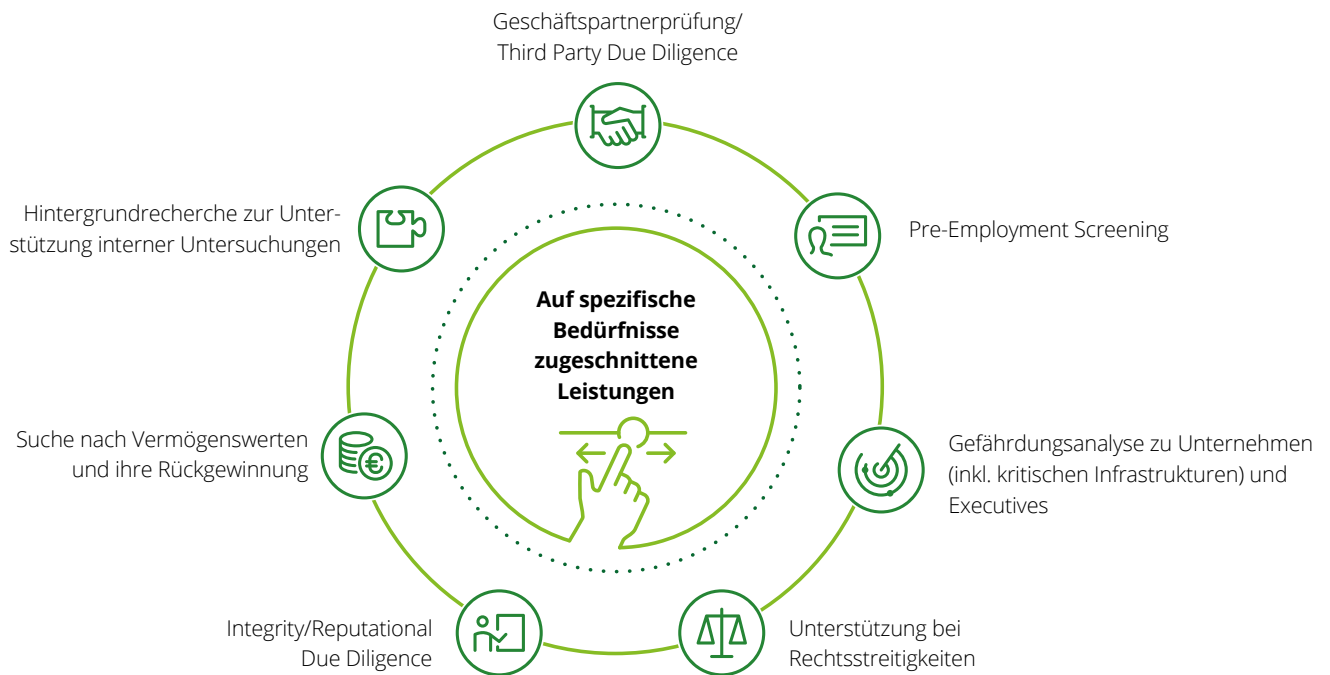 Geschäftspartnerprüfung/
Third Party Due Diligence
Pre-Employment Screening
Gefährdungsanalyse zu Unternehmen
(inkl. kritischen Infrastrukturen) und
Executives
Unterstützung bei
Rechtsstreitigkeiten
Integrity/Reputational
Due Diligence
Suche nach Vermögenswerten
und ihre Rückgewinnung
Hintergrundrecherche zur Unter-
stützung interner Untersuchungen
Auf spezifische
Bedürfnisse
zugeschnittene
Leistungen
€